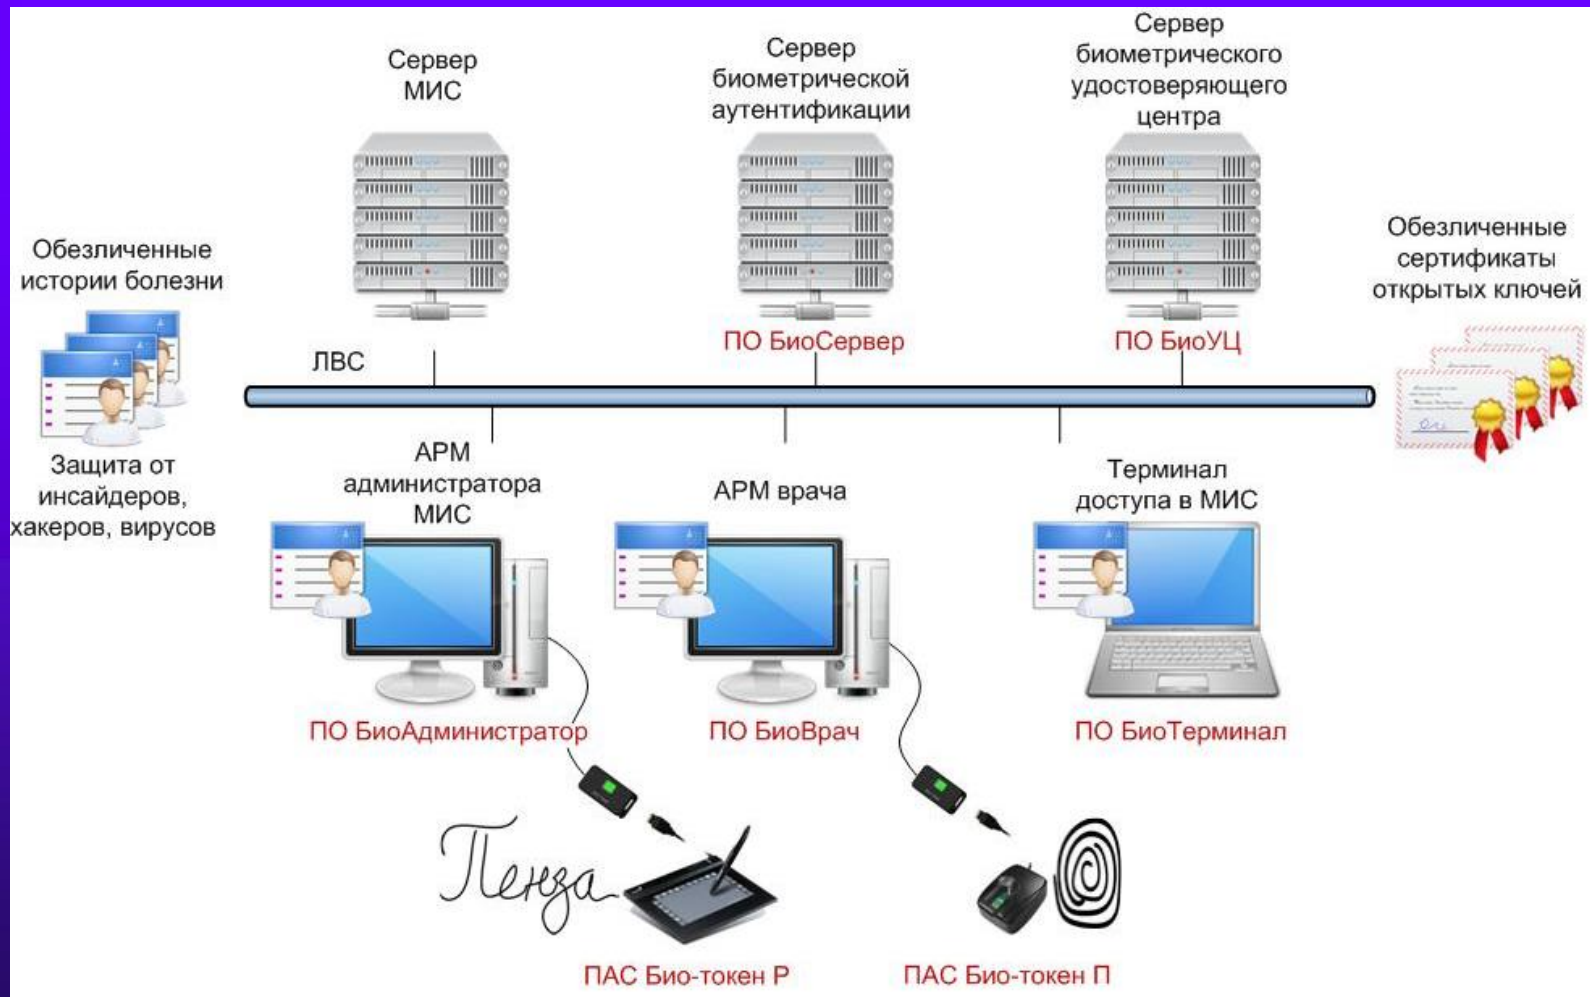 Сервер
МИС
Сервер
биометрической
аутентификации
Сервер
биометрического
удостоверяющего
центра
Обезличенные
истории болезни
Обезличенные
сертификаты
открытых ключей
ПО БиоСервер
ПО БиоУЦ
ЛВС
Защита от
инсайдеров,
хакеров, вирусов
АРМ
администратора
МИС
АРМ врача
Терминал
доступа в МИС
ПО БиоАдминистратор
ПО БиоВрач
ПО БиоТерминал
Пенза
ПАС Био-токен Р
ПАС Био-токен П